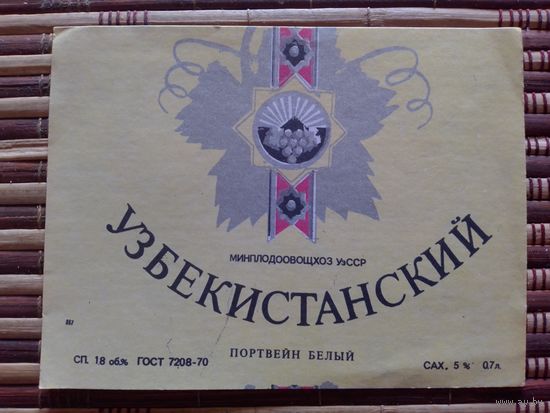 МИНПЛОДООВОЩХОЗ УзССР
УЗБЕКИСТАНСКИЙ
ПОРТВЕЙН БЕЛЫЙ
СП. 18 об.% ГОСТ 7208-70
САХ. 5 % 0,7 л.